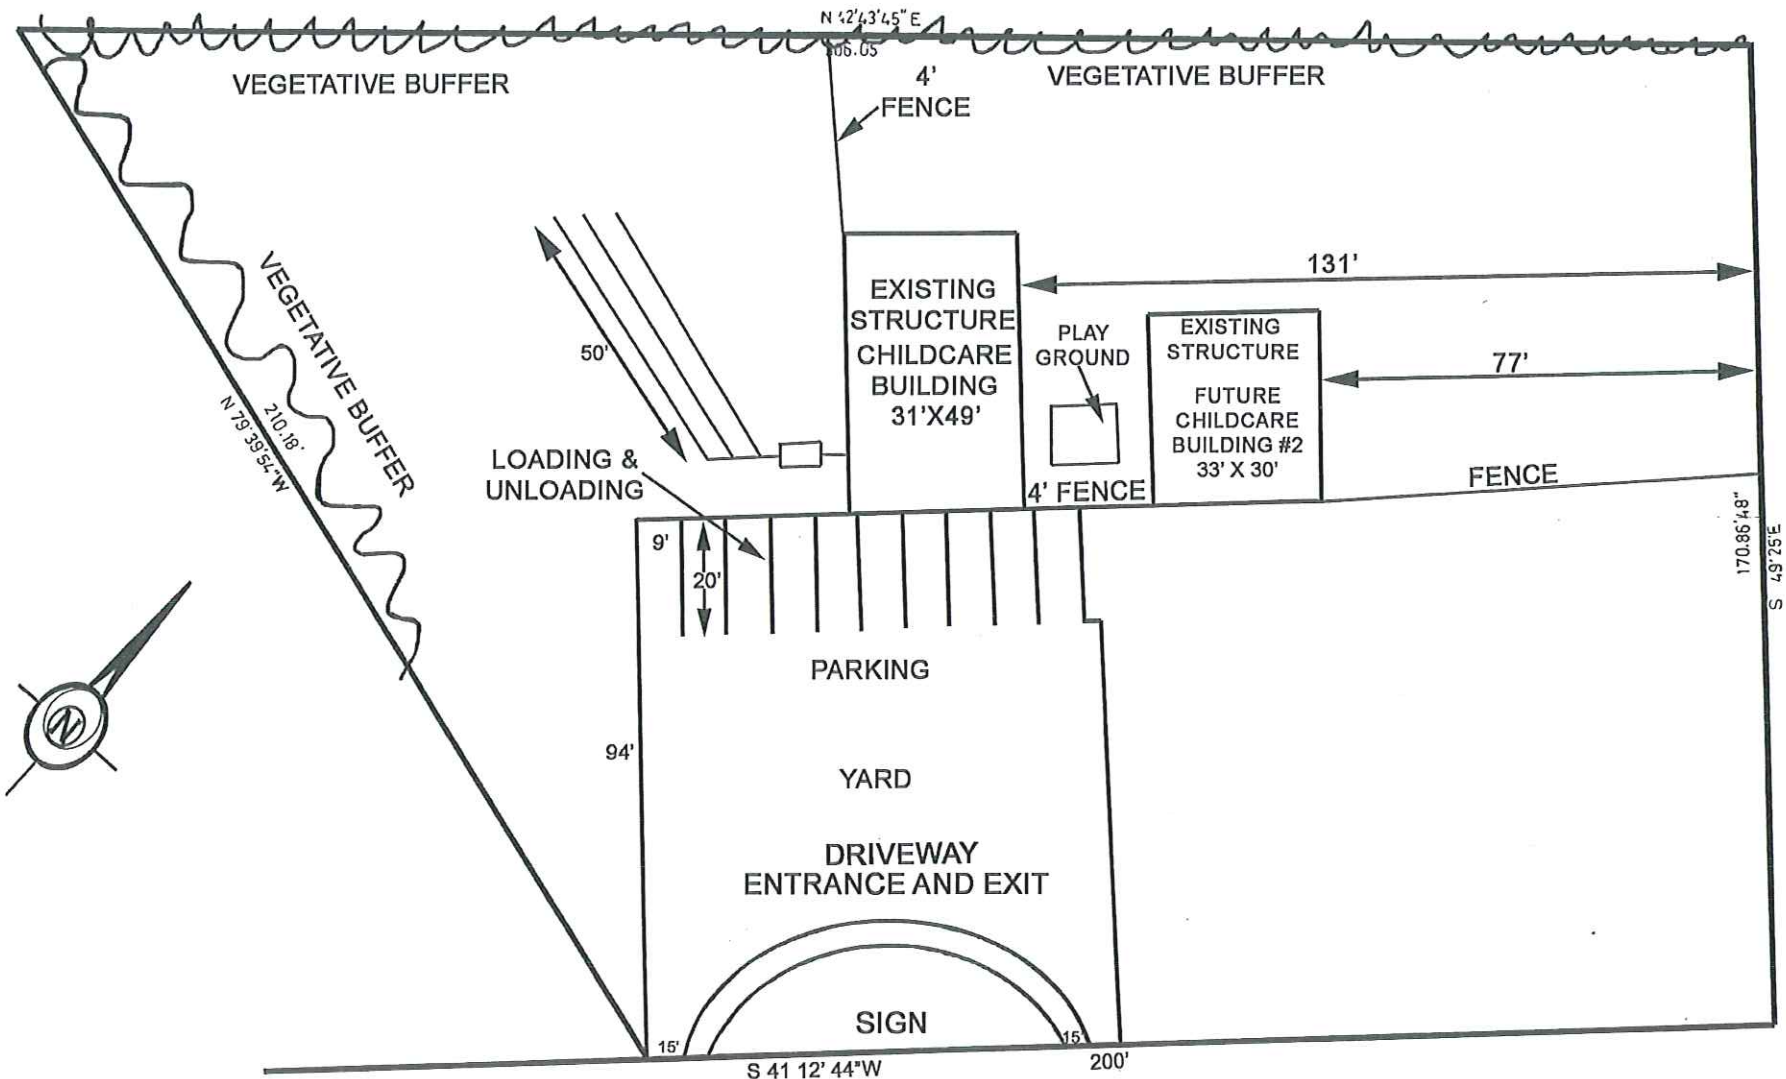 N 42°43'45" E
VEGETATIVE BUFFER
4'
FENCE
VEGETATIVE BUFFER
131'
EXISTING
STRUCTURE
CHILDCARE
BUILDING
31'X49'
PLAY
GROUND
EXISTING
STRUCTURE
FUTURE
CHILDCARE
BUILDING #2
33' X 30'
77'
VEGETATIVE BUFFER
50'
210.18'
N 79°39'54"W
LOADING &
UNLOADING
4' FENCE
FENCE
9'
20'
170.86'48"
S 49°25'E
PARKING
94'
YARD
N
DRIVEWAY
ENTRANCE AND EXIT
SIGN
15'
15'
S 41 12' 44"W
200'